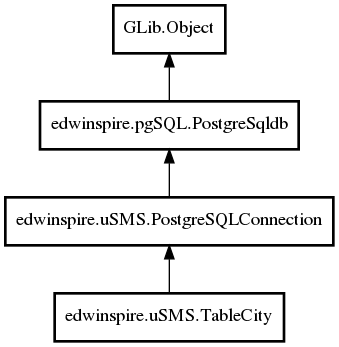 GLib.Object
edwinspire.pgSQL.PostgreSqldb
edwinspire.uSMS.PostgreSQLConnection
edwinspire.uSMS.TableCity